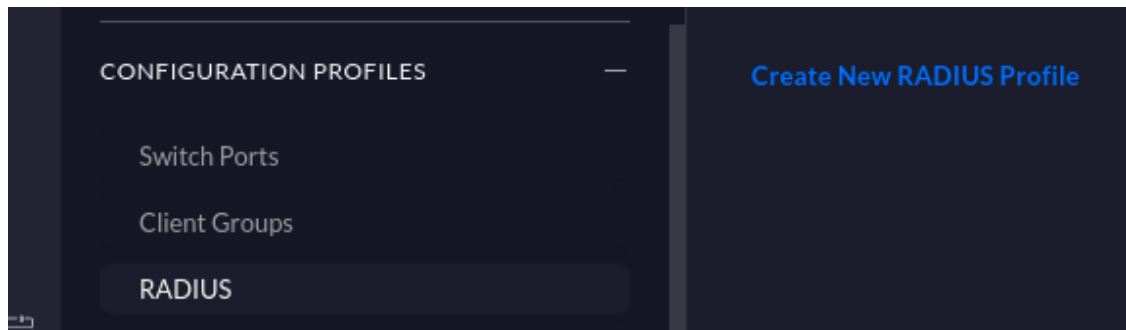 CONFIGURATION PROFILES
Create New RADIUS Profile
Switch Ports
Client Groups
RADIUS